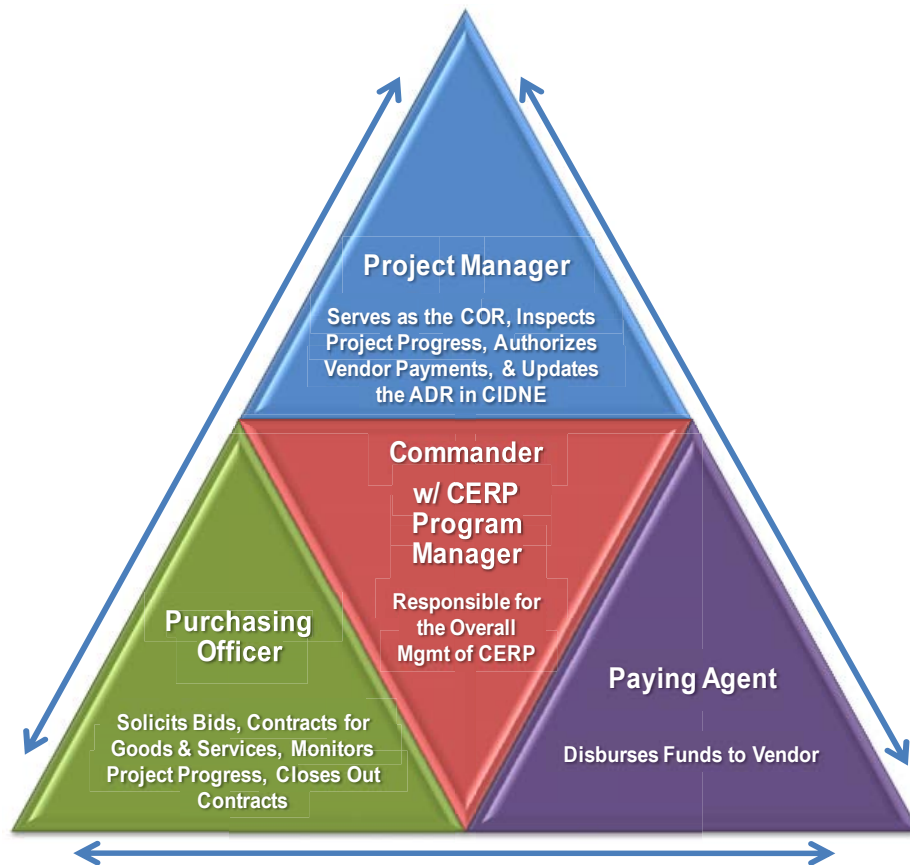 Project Manager
Serves as the COR, Inspects
Project Progress, Authorizes
Vendor Payments, & Updates
the ADR in CIDNE
Commander
w/ CERP
Program
Manager
Responsible for
the Overall
Mgmt of CERP
Purchasing
Officer
Solicits Bids, Contracts for
Goods & Services, Monitors
Project Progress, Closes Out
Contracts
Paying Agent
Disburses Funds to Vendor